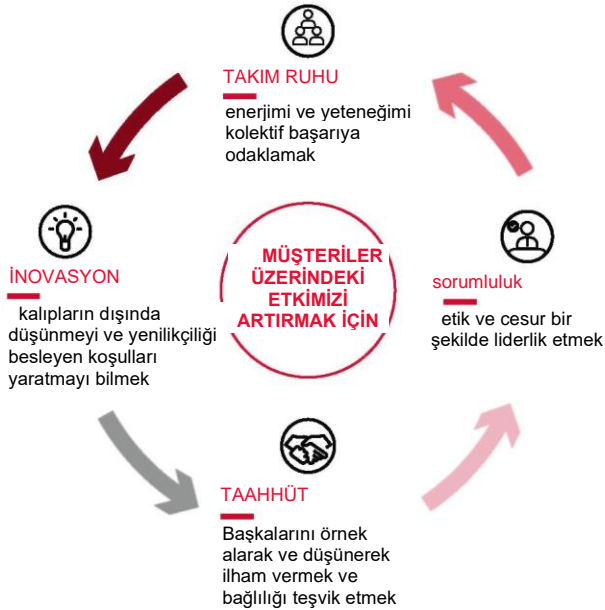 TAKIM RUHU
enerjimi ve yeteneğimi
kolektif başarıya
odaklamak
İNOVASYON
kalıpların dışında
düşünmeyi ve yenilikçiliği
besleyen koşulları
yaratmayı bilmek
MÜŞTERİLER
ÜZERİNDEKİ
ETKİMİZİ
ARTIRMAK İÇİN
sorumluluk
etik ve cesur bir
şekilde liderlik etmek
TAAHHÜT
Başkalarını örnek
alarak ve düşünerek
ilham vermek ve
bağlılığı teşvik etmek